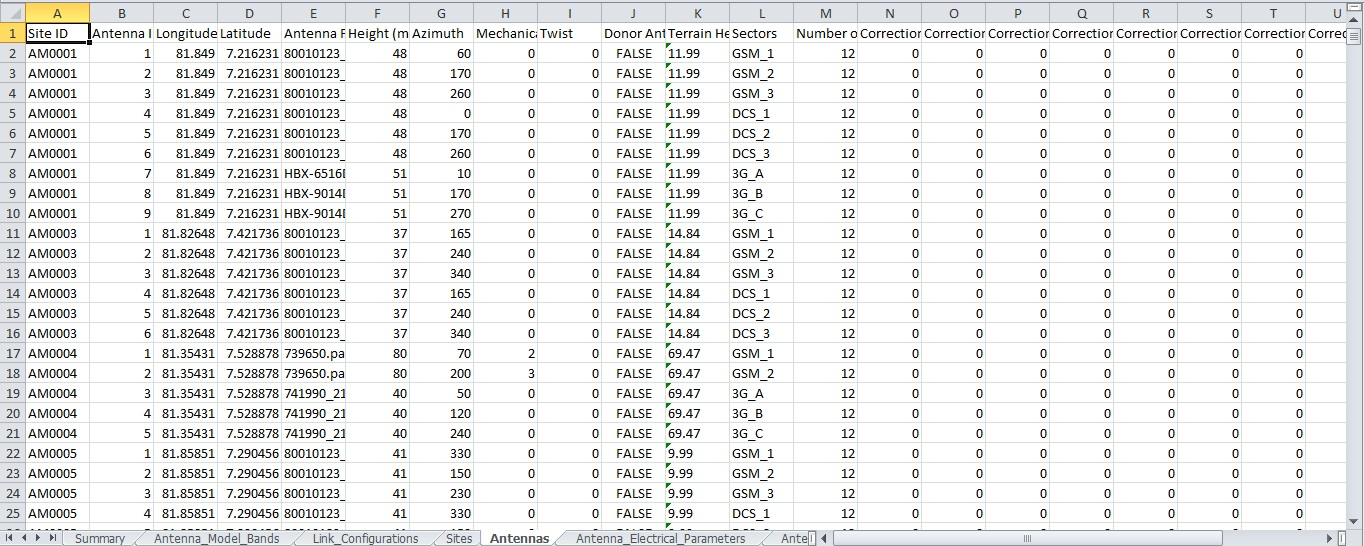 A B C D E F G H I J K L M N O P Q R S T U
1 Site ID Antenna I Longitude Latitude Antenna F Height (m Azimuth Mechanica Twist Donor Ant Terrain He Sectors Number o Correction Correction Correction Correction Correction Correction Correction Correc
2 AM0001 1 81.849 7.216231 80010123_ 48 60 0 0 FALSE 11.99 GSM_1 12 0 0 0 0 0 0 0
3 AM0001 2 81.849 7.216231 80010123_ 48 170 0 0 FALSE 11.99 GSM_2 12 0 0 0 0 0 0 0
4 AM0001 3 81.849 7.216231 80010123_ 48 260 0 0 FALSE 11.99 GSM_3 12 0 0 0 0 0 0 0
5 AM0001 4 81.849 7.216231 80010123_ 48 0 0 0 FALSE 11.99 DCS_1 12 0 0 0 0 0 0 0
6 AM0001 5 81.849 7.216231 80010123_ 48 170 0 0 FALSE 11.99 DCS_2 12 0 0 0 0 0 0 0
7 AM0001 6 81.849 7.216231 80010123_ 48 260 0 0 FALSE 11.99 DCS_3 12 0 0 0 0 0 0 0
8 AM0001 7 81.849 7.216231 HBX-6516D 51 10 0 0 FALSE 11.99 3G_A 12 0 0 0 0 0 0 0
9 AM0001 8 81.849 7.216231 HBX-9014D 51 170 0 0 FALSE 11.99 3G_B 12 0 0 0 0 0 0 0
10 AM0001 9 81.849 7.216231 HBX-9014D 51 270 0 0 FALSE 11.99 3G_C 12 0 0 0 0 0 0 0
11 AM0003 1 81.82648 7.421736 80010123_ 37 165 0 0 FALSE 14.84 GSM_1 12 0 0 0 0 0 0 0
12 AM0003 2 81.82648 7.421736 80010123_ 37 240 0 0 FALSE 14.84 GSM_2 12 0 0 0 0 0 0 0
13 AM0003 3 81.82648 7.421736 80010123_ 37 340 0 0 FALSE 14.84 GSM_3 12 0 0 0 0 0 0 0
14 AM0003 4 81.82648 7.421736 80010123_ 37 165 0 0 FALSE 14.84 DCS_1 12 0 0 0 0 0 0 0
15 AM0003 5 81.82648 7.421736 80010123_ 37 240 0 0 FALSE 14.84 DCS_2 12 0 0 0 0 0 0 0
16 AM0003 6 81.82648 7.421736 80010123_ 37 340 0 0 FALSE 14.84 DCS_3 12 0 0 0 0 0 0 0
17 AM0004 1 81.35431 7.528878 739650.pa 80 70 2 0 FALSE 69.47 GSM_1 12 0 0 0 0 0 0 0
18 AM0004 2 81.35431 7.528878 739650.pa 80 200 3 0 FALSE 69.47 GSM_2 12 0 0 0 0 0 0 0
19 AM0004 3 81.35431 7.528878 741990_21 40 50 0 0 FALSE 69.47 3G_A 12 0 0 0 0 0 0 0
20 AM0004 4 81.35431 7.528878 741990_21 40 120 0 0 FALSE 69.47 3G_B 12 0 0 0 0 0 0 0
21 AM0004 5 81.35431 7.528878 741990_21 40 240 0 0 FALSE 69.47 3G_C 12 0 0 0 0 0 0 0
22 AM0005 1 81.85851 7.290456 80010123_ 41 330 0 0 FALSE 9.99 GSM_1 12 0 0 0 0 0 0 0
23 AM0005 2 81.85851 7.290456 80010123_ 41 150 0 0 FALSE 9.99 GSM_2 12 0 0 0 0 0 0 0
24 AM0005 3 81.85851 7.290456 80010123_ 41 230 0 0 FALSE 9.99 GSM_3 12 0 0 0 0 0 0 0
25 AM0005 4 81.85851 7.290456 80010123_ 41 330 0 0 FALSE 9.99 DCS_1 12 0 0 0 0 0 0 0
Summary Antenna_Model_Bands Link_Configurations Sites Antennas Antenna_Electrical_Parameters Ante